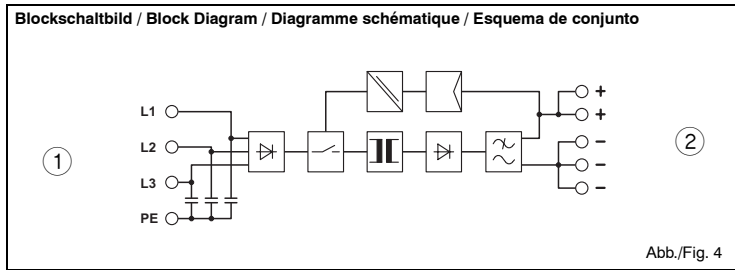 Blockschaltbild / Block Diagram / Diagramme schématique / Esquema de conjunto
L1
L2
L3
PE
1
+
+
−
−
−
2
Abb./Fig. 4